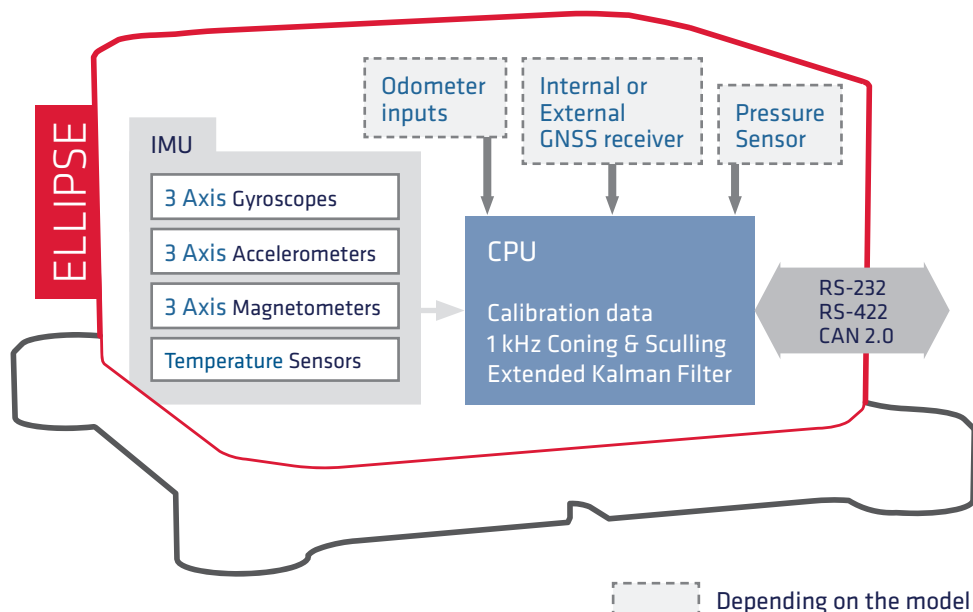 ELLIPSE
IMU
3 Axis Gyroscopes
3 Axis Accelerometers
3 Axis Magnetometers
Temperature Sensors
Odometer
inputs
Internal or
External
GNSS receiver
Pressure
Sensor
CPU
Calibration data
1 kHz Coning & Sculling
Extended Kalman Filter
RS-232
RS-422
CAN 2.0
Depending on the model